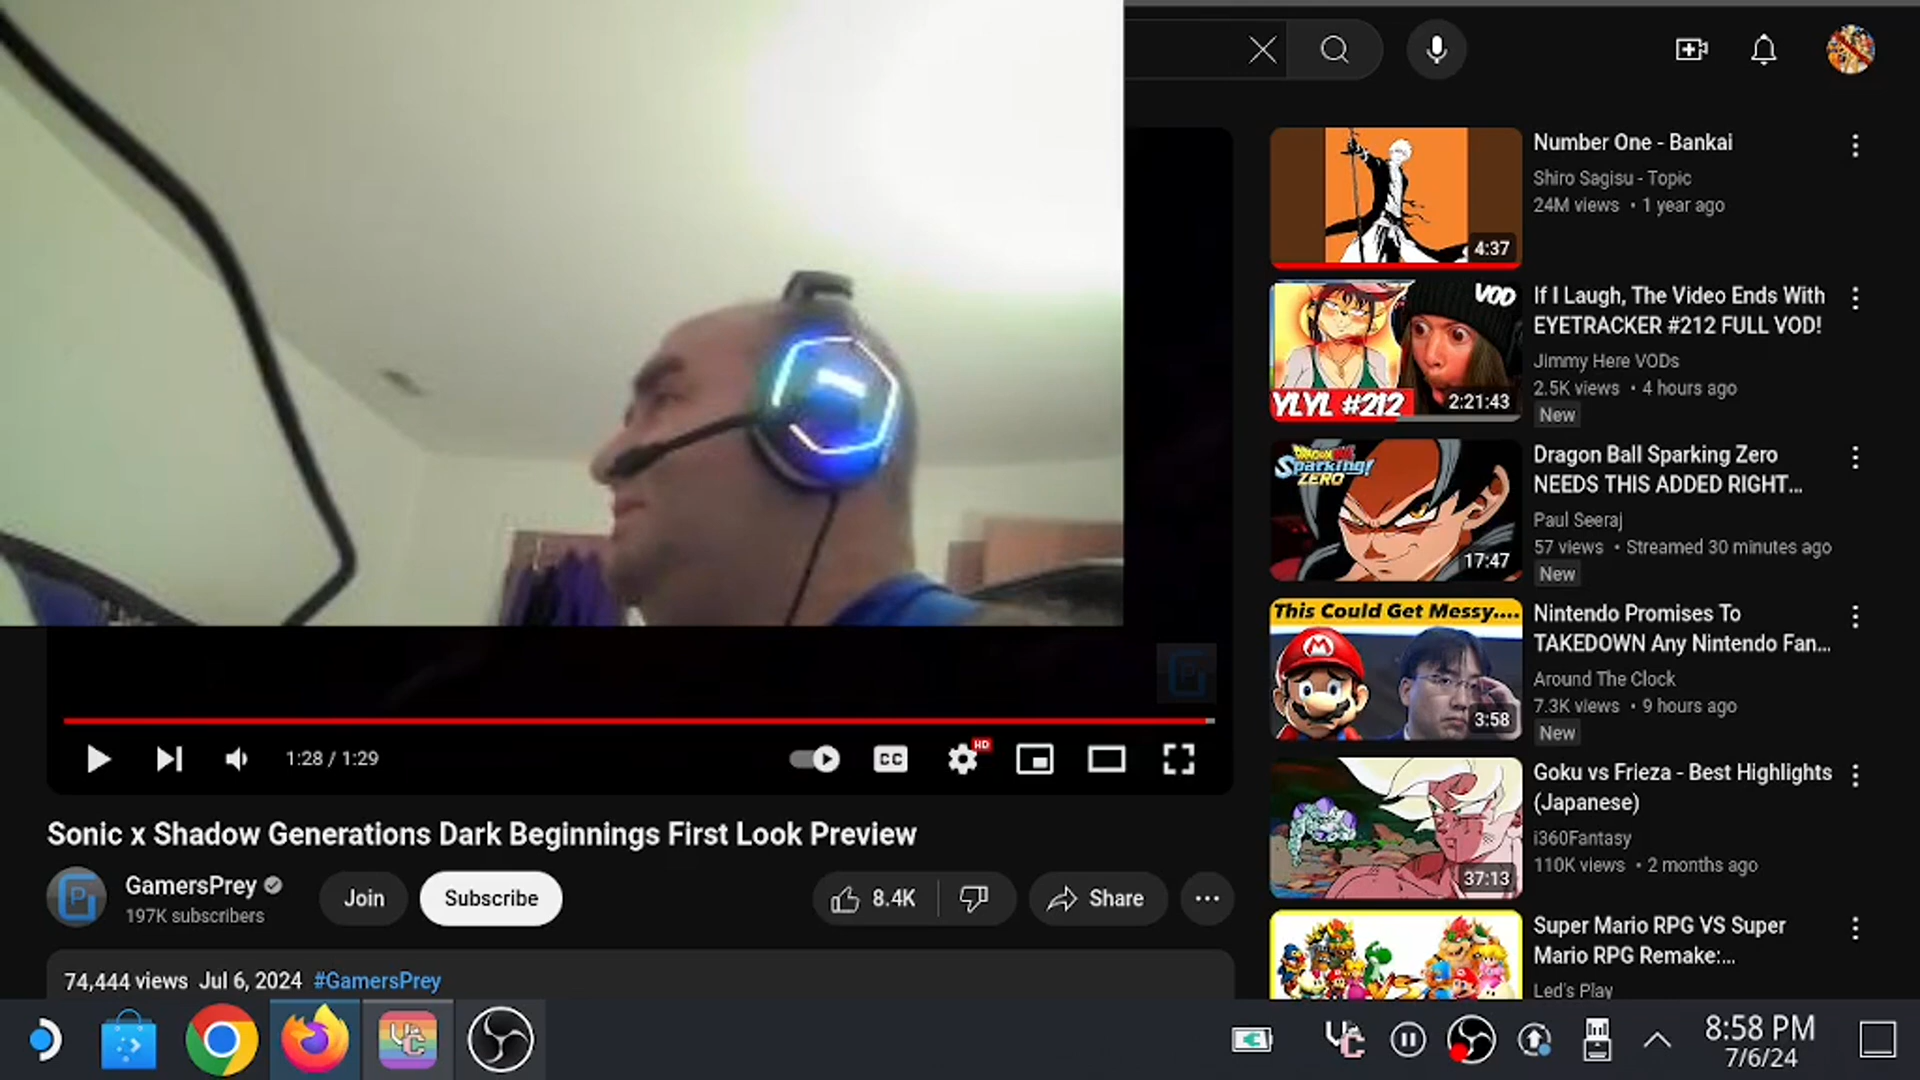 Number One - Bankai
Shiro Sagisu - Topic
24M views • 1 year ago
4:37
VOD
YLYL #212
2:21:43
If I Laugh, The Video Ends With
EYETRACKER #212 FULL VOD!
Jimmy Here VODs
2.5K views • 4 hours ago
New
Sparking!
ZERO
17:47
Dragon Ball Sparking Zero
NEEDS THIS ADDED RIGHT...
Paul Seeraj
57 views • Streamed 30 minutes ago
New
This Could Get Messy....
M
3:58
Nintendo Promises To
TAKEDOWN Any Nintendo Fan...
Around The Clock
7.3K views • 9 hours ago
New
37:13
Goku vs Frieza - Best Highlights
(Japanese)
i360Fantasy
110K views • 2 months ago
Super Mario RPG VS Super
Mario RPG Remake:...
Led's Play
1:28 / 1:29
CC
HD
Sonic x Shadow Generations Dark Beginnings First Look Preview
GamersPrey
197K subscribers
Join
Subscribe
8.4K
Share
74,444 views Jul 6, 2024 #GamersPrey
VC
VC
8:58 PM
7/6/24